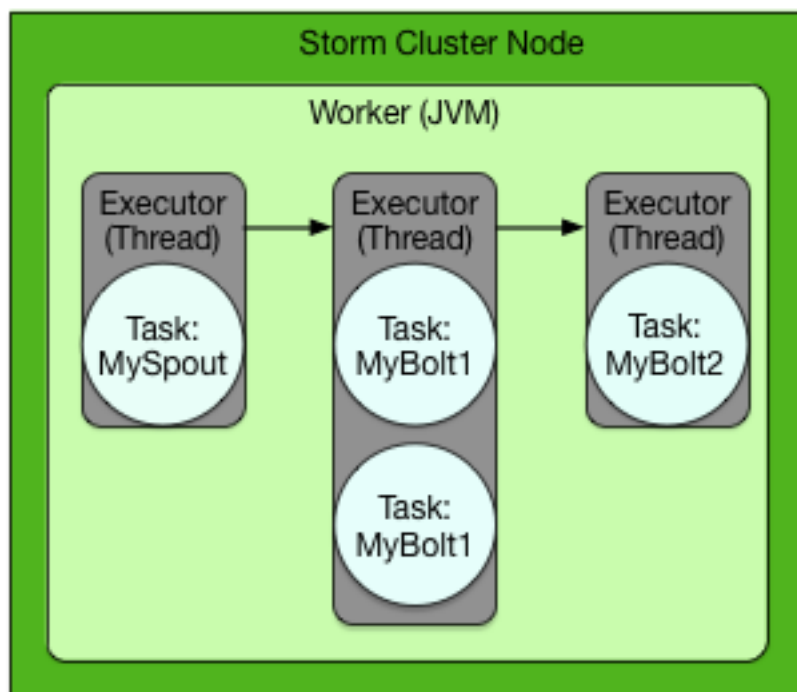 Storm Cluster Node
Worker (JVM)
Executor
(Thread)
Task:
MySpout
Executor
(Thread)
Task:
MyBolt1
Task:
MyBolt1
Executor
(Thread)
Task:
MyBolt2